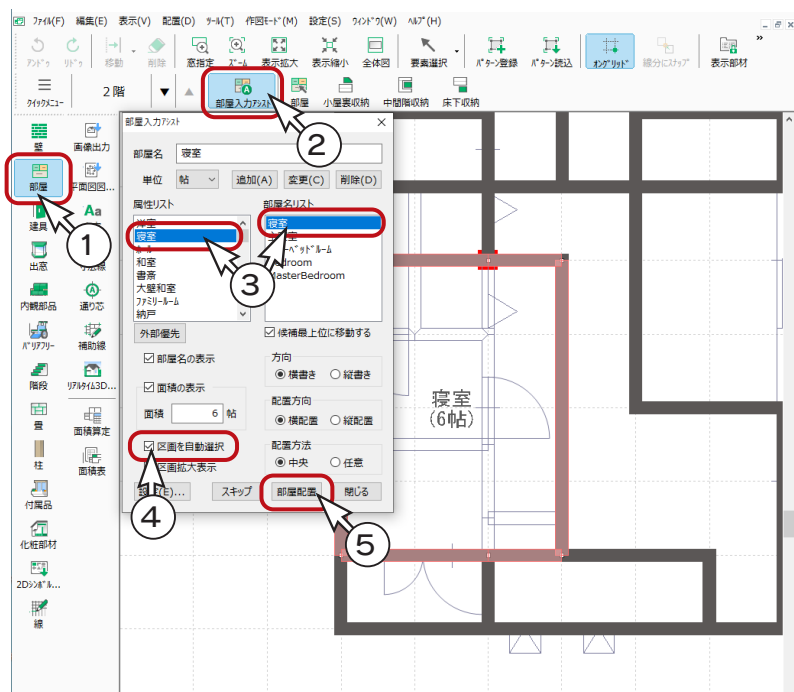 ﾌｧｲﾙ(F) 編集(E) 表示(V) 配置(D) ﾂｰﾙ(T) 作図ﾓｰﾄﾞ(M) 設定(S) ｳｨﾝﾄﾞｳ(W) ﾍﾙﾌﾟ(H)
ｱﾝﾄﾞｩ ﾘﾄﾞｩ 移動 削除 窓指定 ｽﾞｰﾑ 表示拡大 表示縮小 全体図 要素選択 ﾊﾟﾀｰﾝ登録 ﾊﾟﾀｰﾝ読込 ｵﾝｸﾞﾘｯﾄﾞ 線分にｽﾅｯﾌﾟ 表示部材
ｸｲｯｸﾒﾆｭｰ 2階 部屋入力ｱｼｽﾄ 部屋 小屋裏収納 中間階収納 床下収納
壁 画像出力
部屋 平面図図...
建具
出窓
内観部品 通り芯
ﾊﾞﾘｱﾌﾘｰ 補助線
階段 ﾘｱﾙﾀｲﾑ3D...
畳 面積算定
柱 面積表
付属品
化粧部材
2Dｼﾝﾎﾞﾙ...
線
部屋入力ｱｼｽﾄ
部屋名 寝室
単位 帖 追加(A) 変更(C) 削除(D)
属性リスト 部屋名リスト
洋室
寝室
和室
書斎
大壁和室
ﾌｧﾐﾘｰﾙｰﾑ
納戸
寝室
MasterBedroom
外部優先 候補最上位に移動する
部屋名の表示
面積の表示
面積 6 帖
区画を自動選択
区画拡大表示
方向
横書き 縦書き
配置方向
横配置 縦配置
配置方法
中央 任意
設定(E)... スキップ 部屋配置 閉じる
1
2
3
4
5
寝室
(6帖)